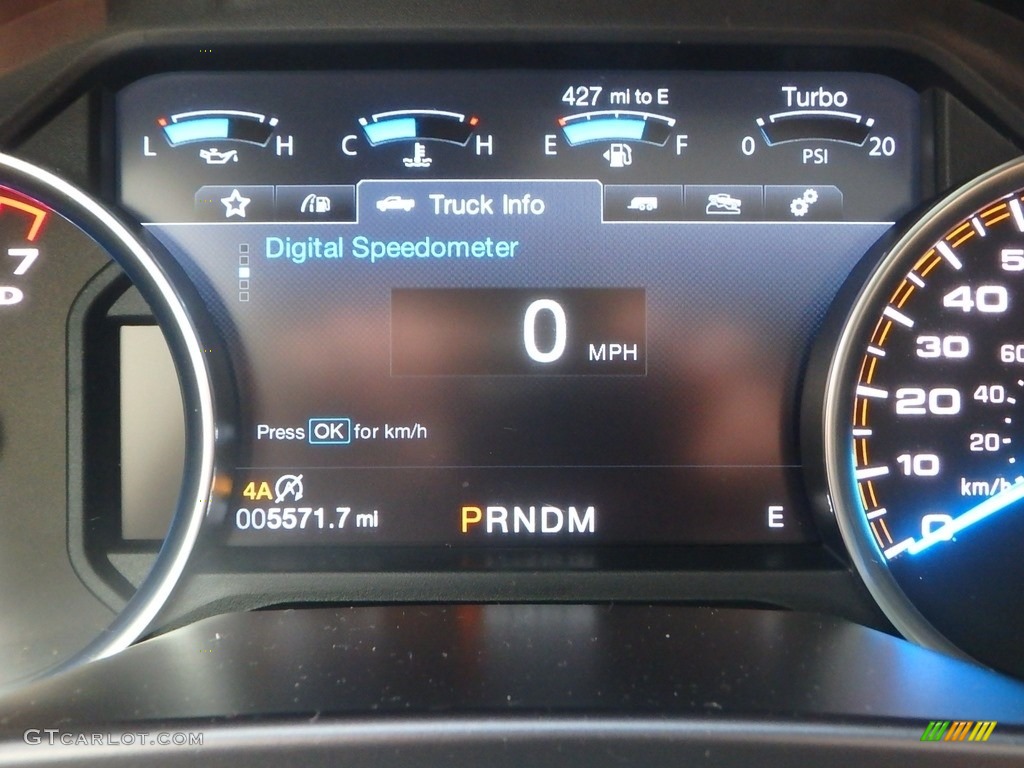 427 mi to E
Turbo
L H
C H
E F
0 20
PSI
Truck Info
Digital Speedometer
0 MPH
Press OK for km/h
4A
005571.7 mi
PRNDM
E
7
50
40
30
20
10
0
60
40
20
km/h
GTCARLOT.COM